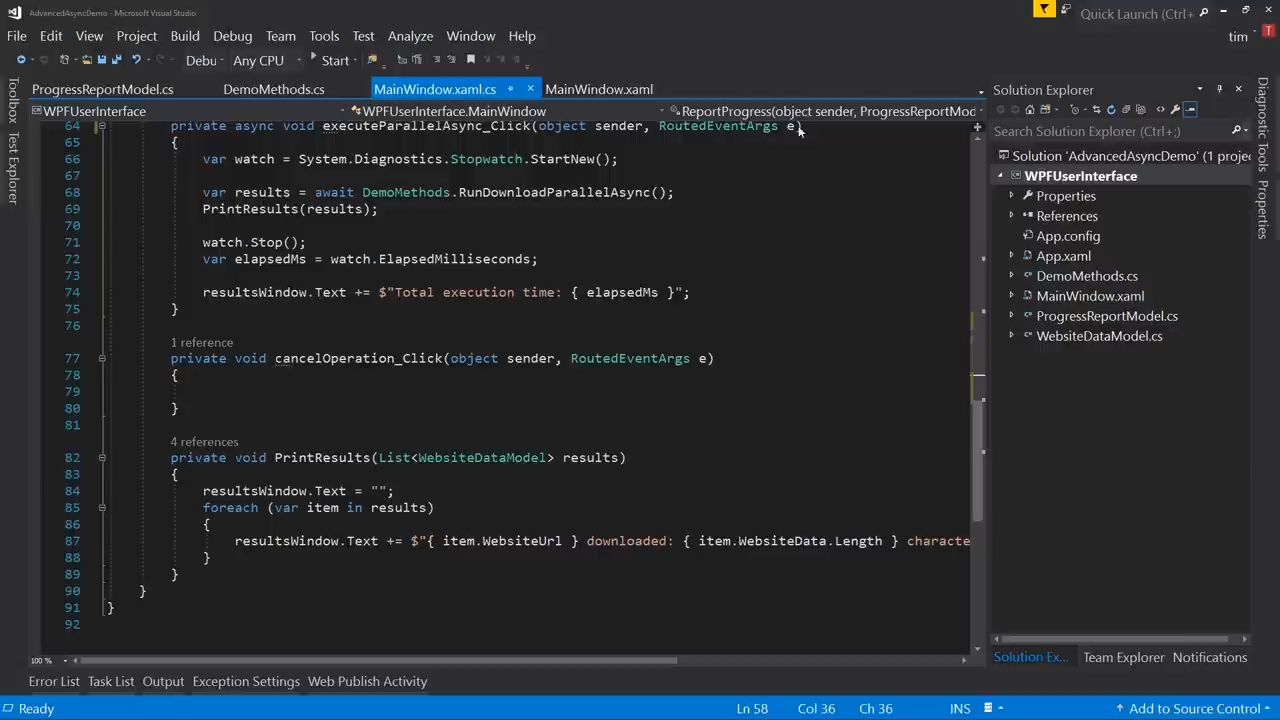 AdvancedAsyncDemo - Microsoft Visual Studio
Quick Launch (Ctrl+
File Edit View Project Build Debug Team Tools Test Analyze Window Help
tim T
Debu Any CPU Start
ProgressReportModel.cs DemoMethods.cs MainWindow.xaml.cs MainWindow.xaml
WPFUserInterface WPFUserInterface.MainWindow ReportProgress(object sender, ProgressReportMod
64 private async void executeParallelAsync_Click(object sender, RoutedEventArgs e)
65 {
66 var watch = System.Diagnostics.Stopwatch.StartNew();
67
68 var results = await DemoMethods.RunDownloadParallelAsync();
69 PrintResults(results);
70
71 watch.Stop();
72 var elapsedMs = watch.ElapsedMilliseconds;
73
74 resultsWindow.Text += $"Total execution time: { elapsedMs }";
75 }
76
1 reference
77 private void cancelOperation_Click(object sender, RoutedEventArgs e)
78 {
79
80 }
81
4 references
82 private void PrintResults(List<WebsiteDataModel> results)
83 {
84 resultsWindow.Text = "";
85 foreach (var item in results)
86 {
87 resultsWindow.Text += $"{ item.WebsiteUrl } downloaded: { item.WebsiteData.Length } characte
88 }
89 }
90 }
91 }
92
100 %
Toolbox
Test Explorer
Solution Explorer
Search Solution Explorer (Ctrl+;)
Solution 'AdvancedAsyncDemo' (1 projec
WPFUserInterface
Properties
References
App.config
App.xaml
DemoMethods.cs
MainWindow.xaml
ProgressReportModel.cs
WebsiteDataModel.cs
Solution Ex... Team Explorer Notifications
Diagnostic Tools
Properties
Error List Task List Output Exception Settings Web Publish Activity
Ready Ln 58 Col 36 Ch 36 INS Add to Source Control